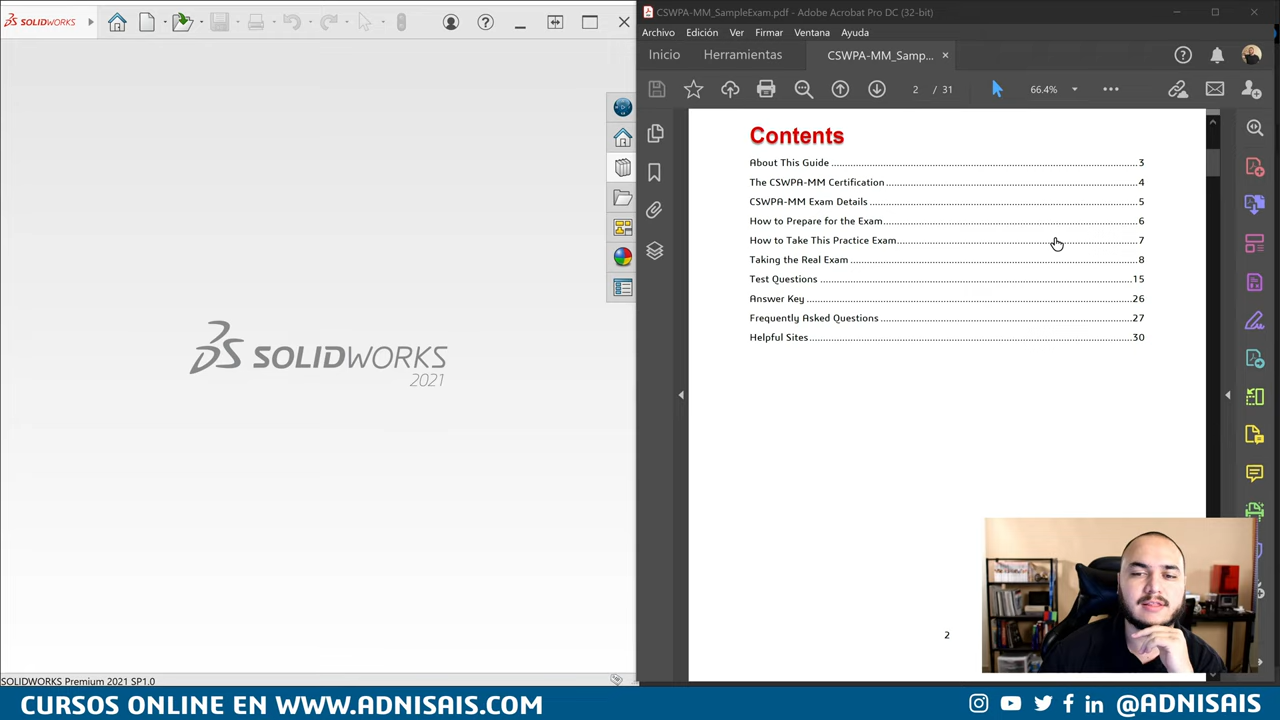 SOLIDWORKS
CSWPA-MM_SampleExam.pdf - Adobe Acrobat Pro DC (32-bit)
Archivo Edición Ver Firmar Ventana Ayuda
Inicio Herramientas CSWPA-MM_Samp... ×
2 / 31 66.4%
Contents
About This Guide 3
The CSWPA-MM Certification 4
CSWPA-MM Exam Details 5
How to Prepare for the Exam 6
How to Take This Practice Exam 7
Taking the Real Exam 8
Test Questions 15
Answer Key 26
Frequently Asked Questions 27
Helpful Sites 30
2
SOLIDWORKS
2021
SOLIDWORKS Premium 2021 SP1.0
CURSOS ONLINE EN WWW.ADNISAIS.COM
@ADNISAIS